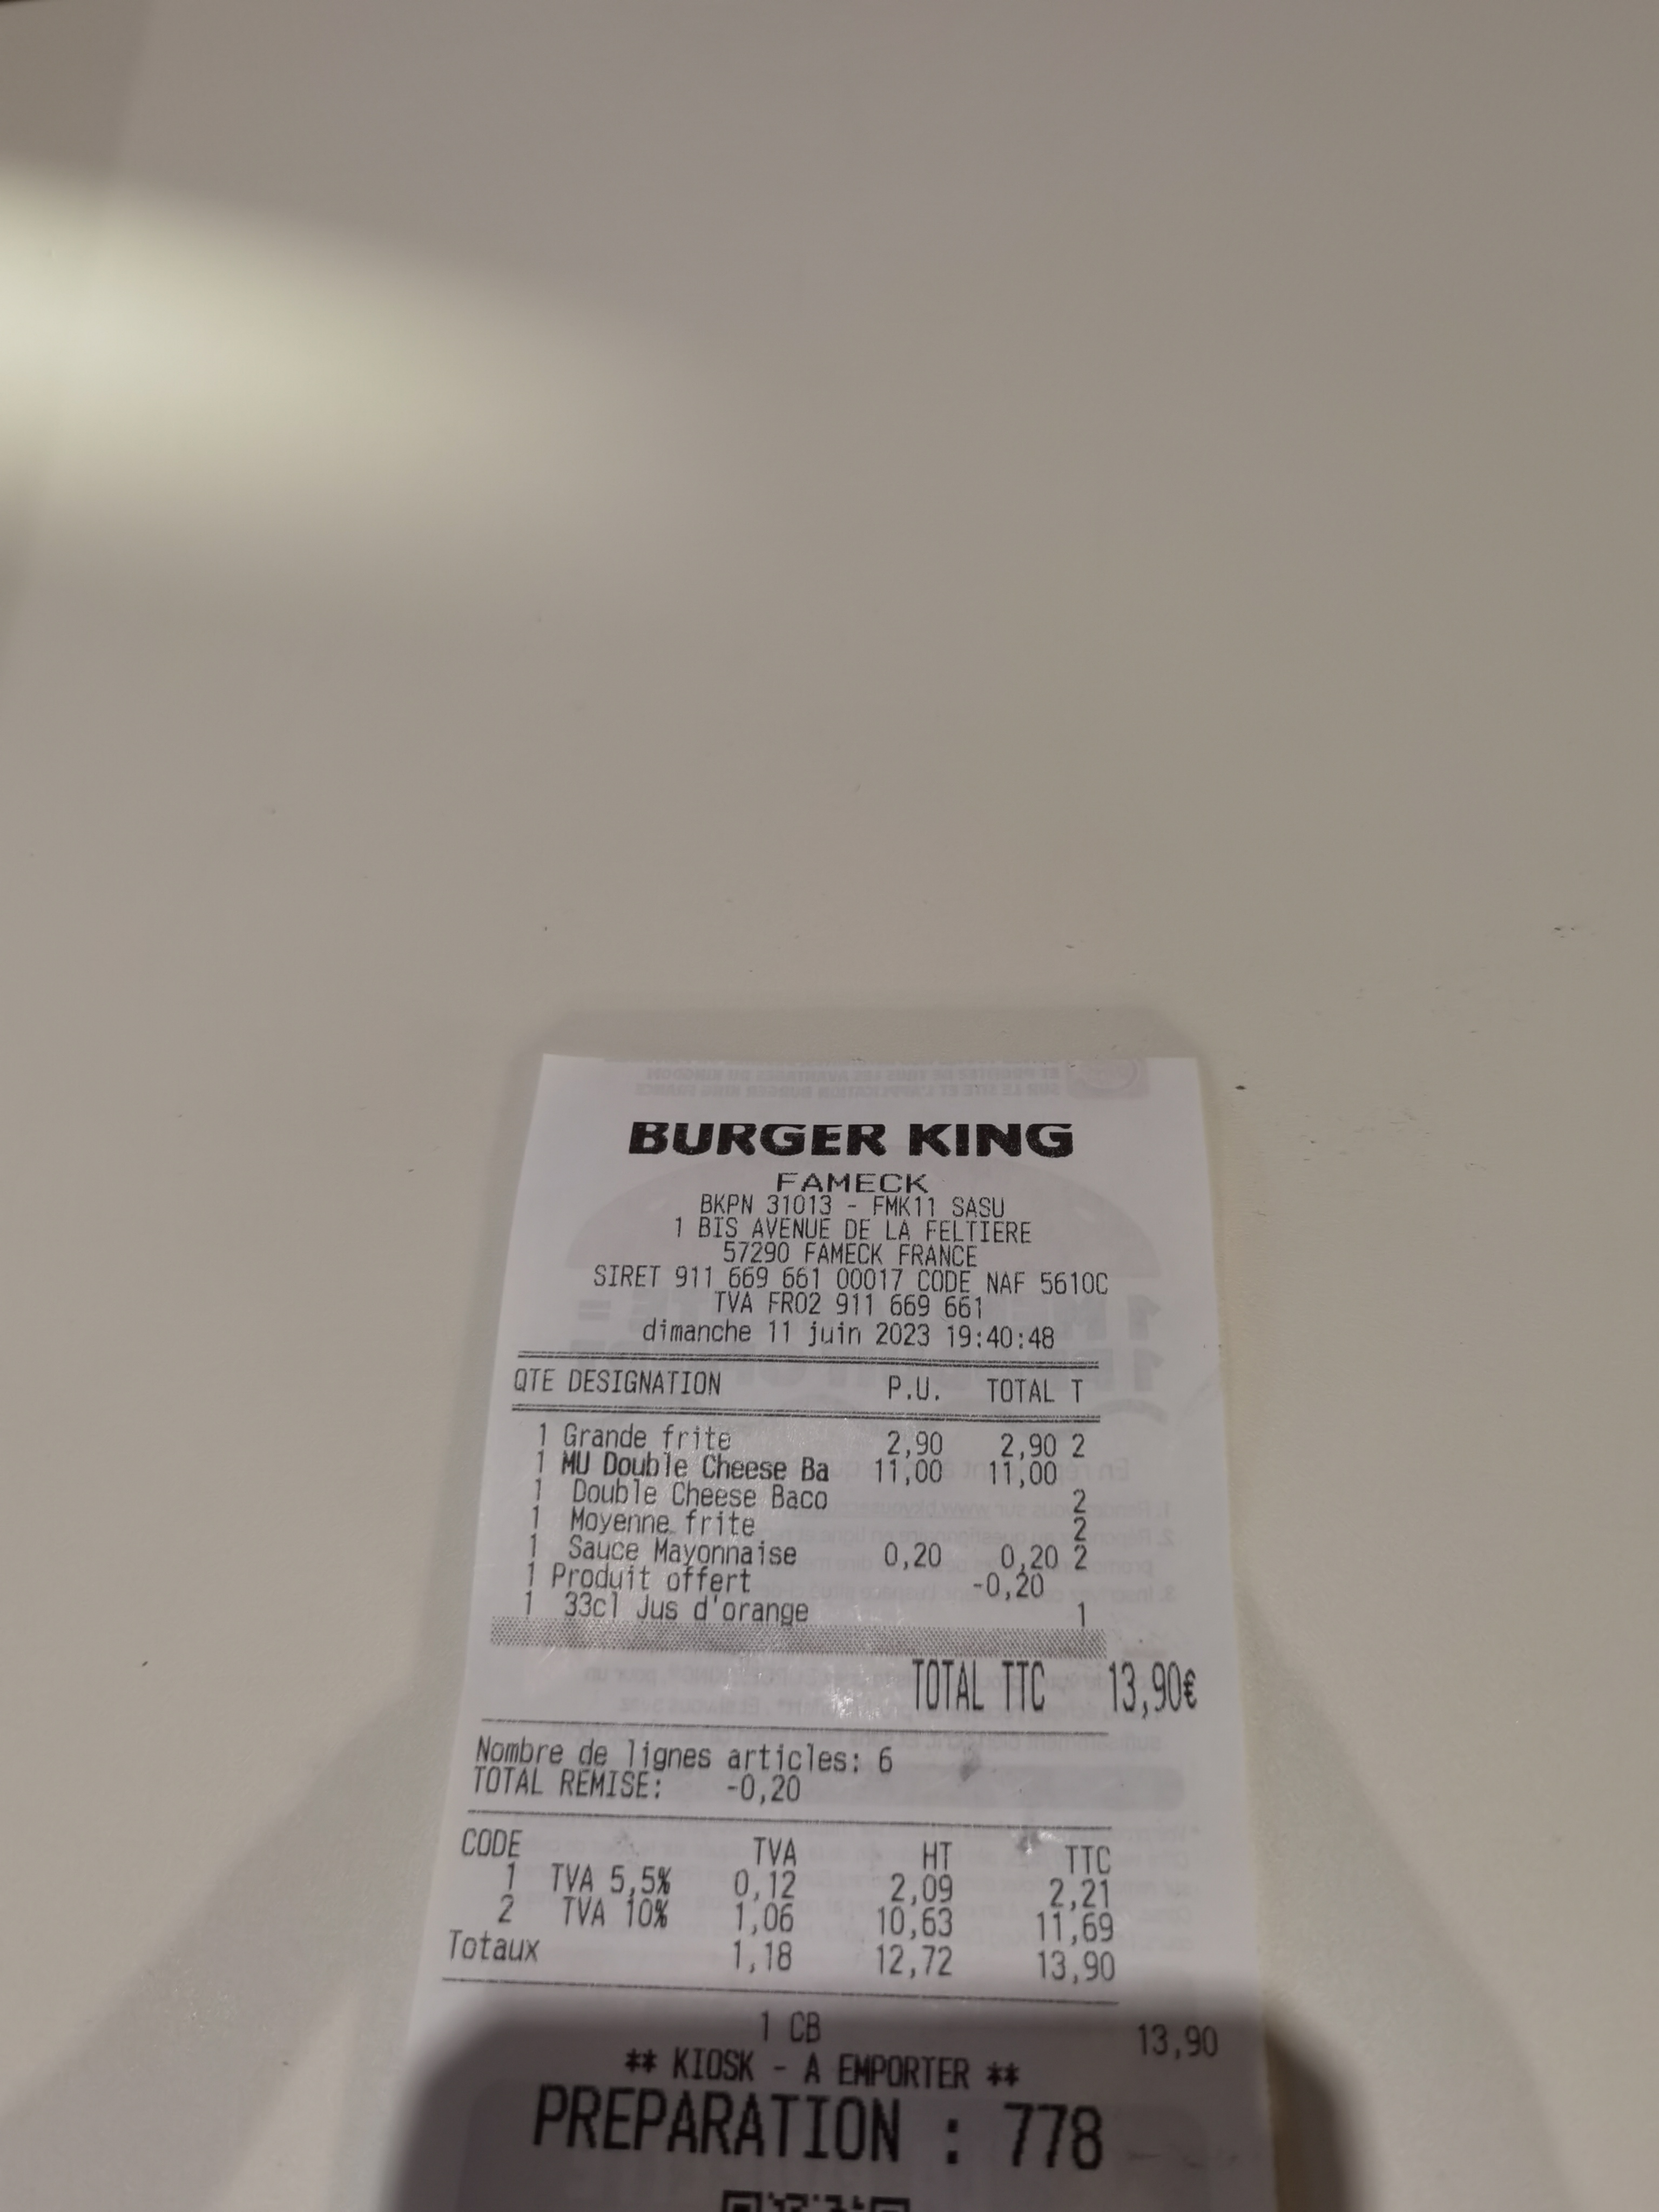 BURGER KING
FAMECK
BKPN 31013 - FMK11 SASU
1 BIS AVENUE DE LA FELTIERE
57290 FAMECK FRANCE
SIRET 911 669 661 00017 CODE NAF 5610C
TVA FR02 911 669 661
dimanche 11 juin 2023 19:40:48
QTE DESIGNATION P.U. TOTAL T
1 Grande frite 2,90 2,90 2
1 MU Double Cheese Ba 11,00 11,00
1 Double Cheese Baco 2
1 Moyenne frite 2
1 Sauce Mayonnaise 0,20 0,20 2
1 Produit offert -0,20
1 33cl Jus d'orange 1
TOTAL TTC 13,90€
Nombre de lignes articles: 6
TOTAL REMISE: -0,20
CODE TVA HT TTC
1 TVA 5,5% 0,12 2,09 2,21
2 TVA 10% 1,06 10,63 11,69
Totaux 1,18 12,72 13,90
1 CB 13,90
** KIOSK - A EMPORTER **
PREPARATION : 778